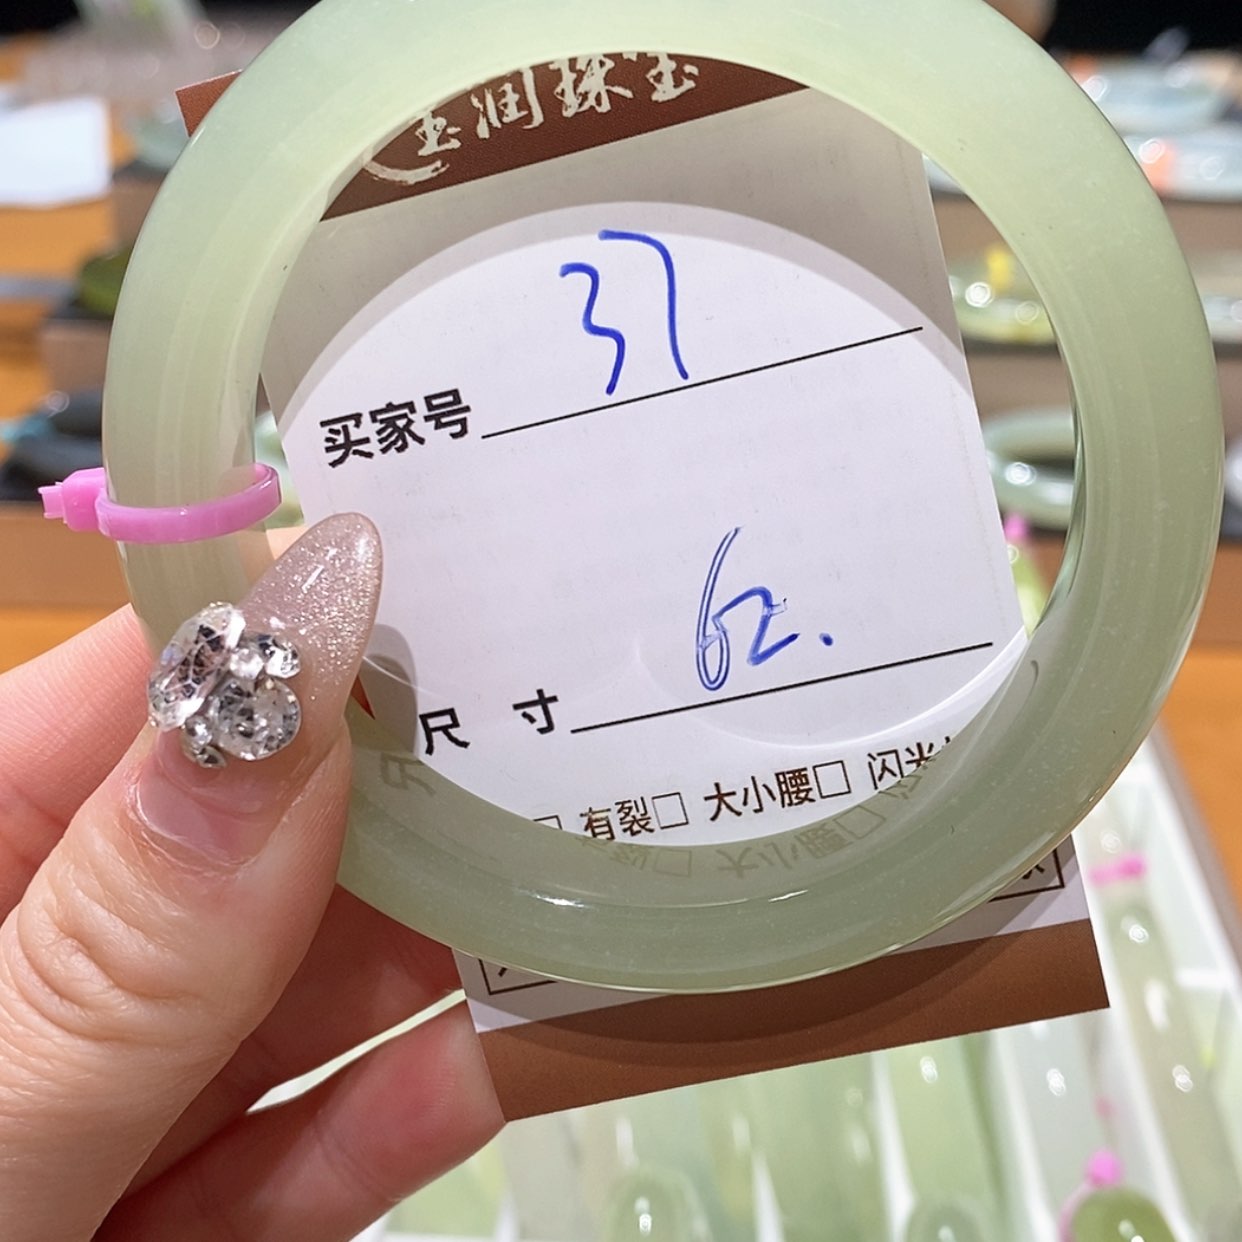 玉润珠宝
买家号 37
尺 寸 62.
有裂□ 大小腰□ 闪光